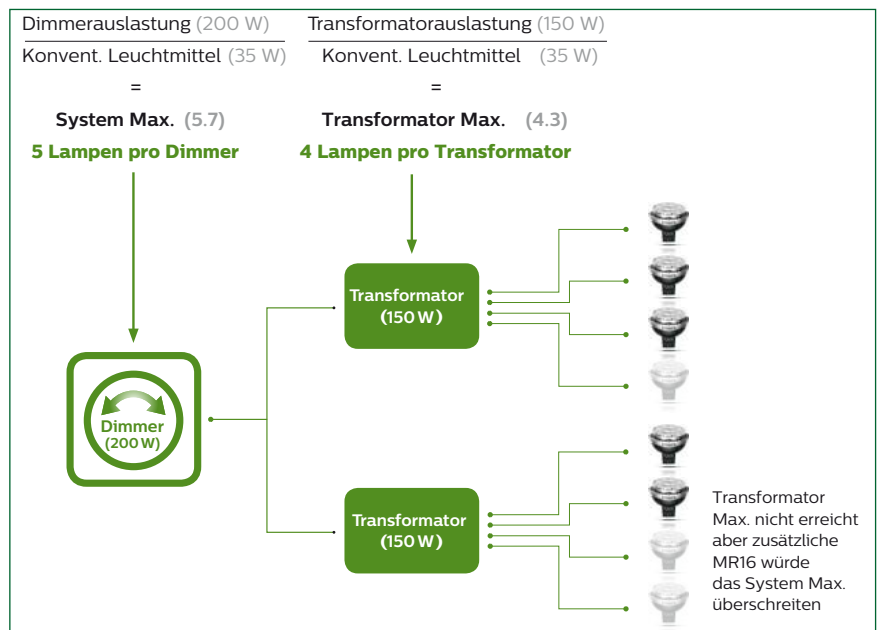 Dimmerauslastung (200 W)
Konvent. Leuchtmittel (35 W)
=
System Max. (5.7)
5 Lampen pro Dimmer
Transformatorauslastung (150 W)
Konvent. Leuchtmittel (35 W)
=
Transformator Max. (4.3)
4 Lampen pro Transformator
Dimmer
(200 W)
Transformator
(150 W)
Transformator
(150 W)
Transformator
Max. nicht erreicht
aber zusätzliche
MR16 würde
das System Max.
überschreiten